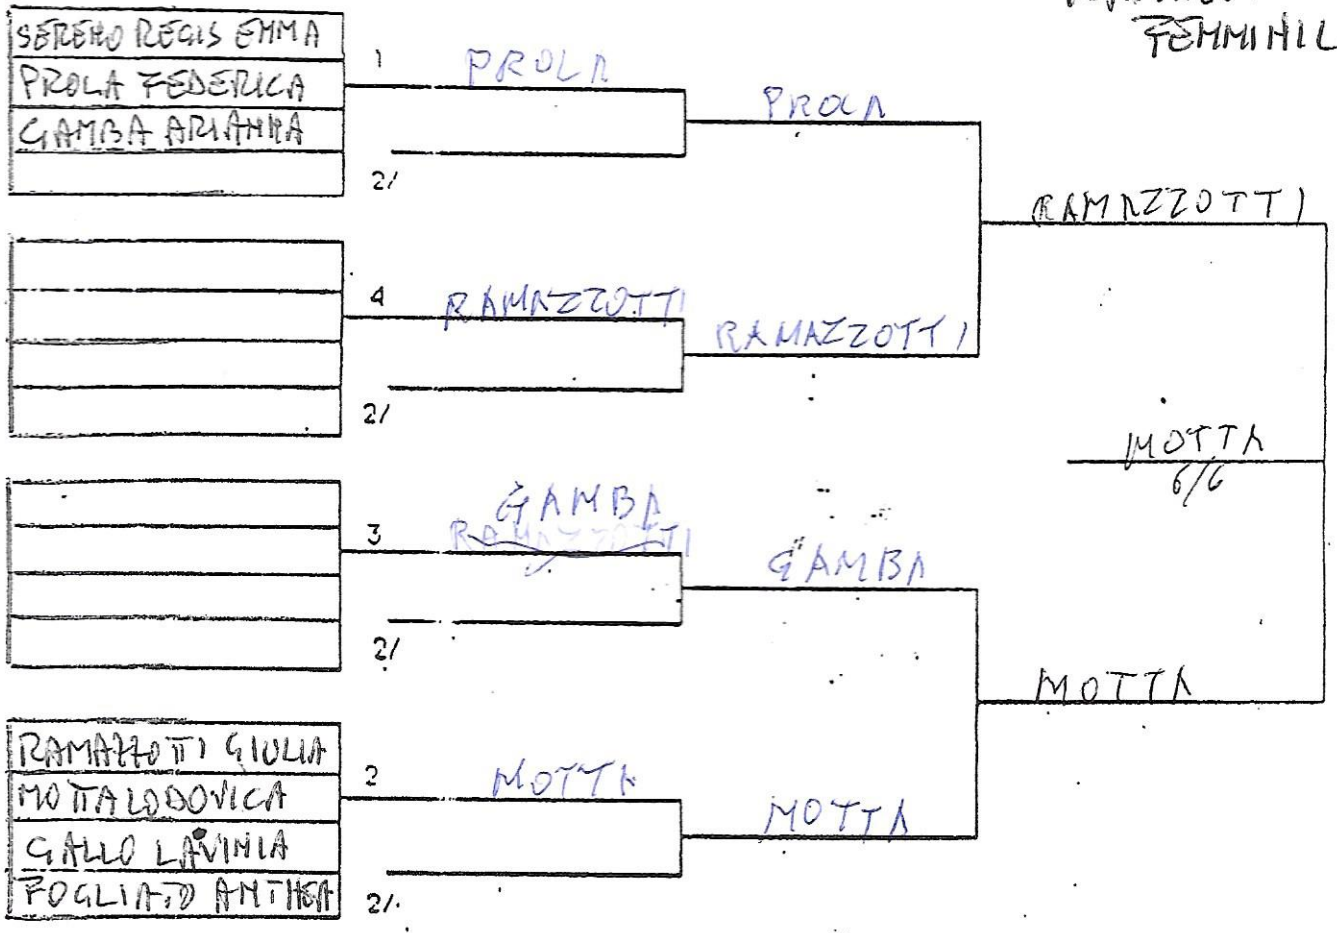 FEMMINIL
SERENO REGIS EMMA
PROLA FEDERICA
GAMBA ARIANNA
1
PROLA
2/
PROLA
4
RAMAZZOTTI
2/
RAMAZZOTTI
RAMAZZOTTI
3
GAMBA
RAMAZZOTTI
2/
GAMBA
RAMAZZOTTI GIULIA
MOTTA LODOVICA
GALLO LAVINIA
FOGLIATO ANTHEA
2
MOTTA
2/.
MOTTA
MOTTA
MOTTA
6/6